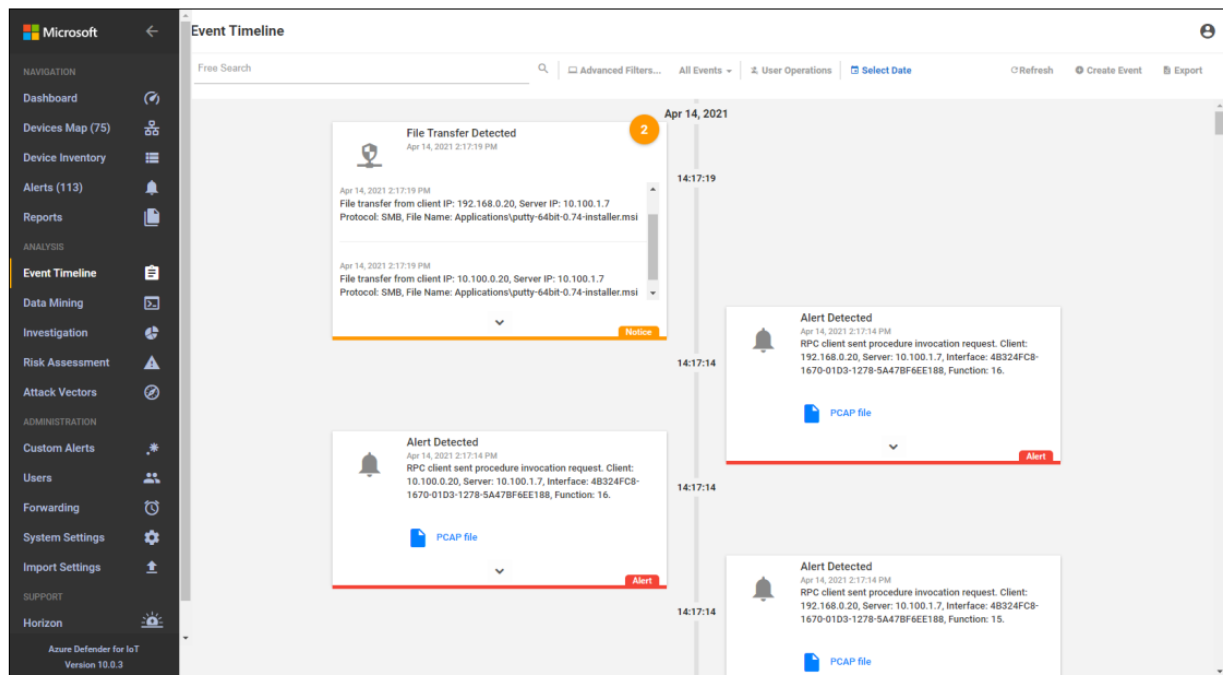 Microsoft
NAVIGATION
Dashboard
Devices Map (75)
Device Inventory
Alerts (113)
Reports
ANALYSIS
Event Timeline
Data Mining
Investigation
Risk Assessment
Attack Vectors
ADMINISTRATION
Custom Alerts
Users
Forwarding
System Settings
Import Settings
SUPPORT
Horizon
Azure Defender for IoT
Version 10.0.3
Event Timeline
Free Search
Advanced Filters...
All Events
User Operations
Select Date
Refresh
Create Event
Export
Apr 14, 2021
File Transfer Detected
2
Apr 14, 2021 2:17:19 PM
14:17:19
Apr 14, 2021 2:17:19 PM
File transfer from client IP: 192.168.0.20, Server IP: 10.100.1.7
Protocol: SMB, File Name: Applications\putty-64bit-0.74-installer.msi
Apr 14, 2021 2:17:19 PM
File transfer from client IP: 10.100.0.20, Server IP: 10.100.1.7
Protocol: SMB, File Name: Applications\putty-64bit-0.74-installer.msi
Notice
Alert Detected
Apr 14, 2021 2:17:14 PM
RPC client sent procedure invocation request. Client:
192.168.0.20, Server: 10.100.1.7, Interface: 4B324FC8-
1670-01D3-1278-5A47BF6EE188, Function: 16.
14:17:14
PCAP file
Alert
Alert Detected
Apr 14, 2021 2:17:14 PM
RPC client sent procedure invocation request. Client:
10.100.0.20, Server: 10.100.1.7, Interface: 4B324FC8-
1670-01D3-1278-5A47BF6EE188, Function: 16.
14:17:14
PCAP file
Alert
Alert Detected
Apr 14, 2021 2:17:14 PM
RPC client sent procedure invocation request. Client:
192.168.0.20, Server: 10.100.1.7, Interface: 4B324FC8-
1670-01D3-1278-5A47BF6EE188, Function: 15.
14:17:14
PCAP file